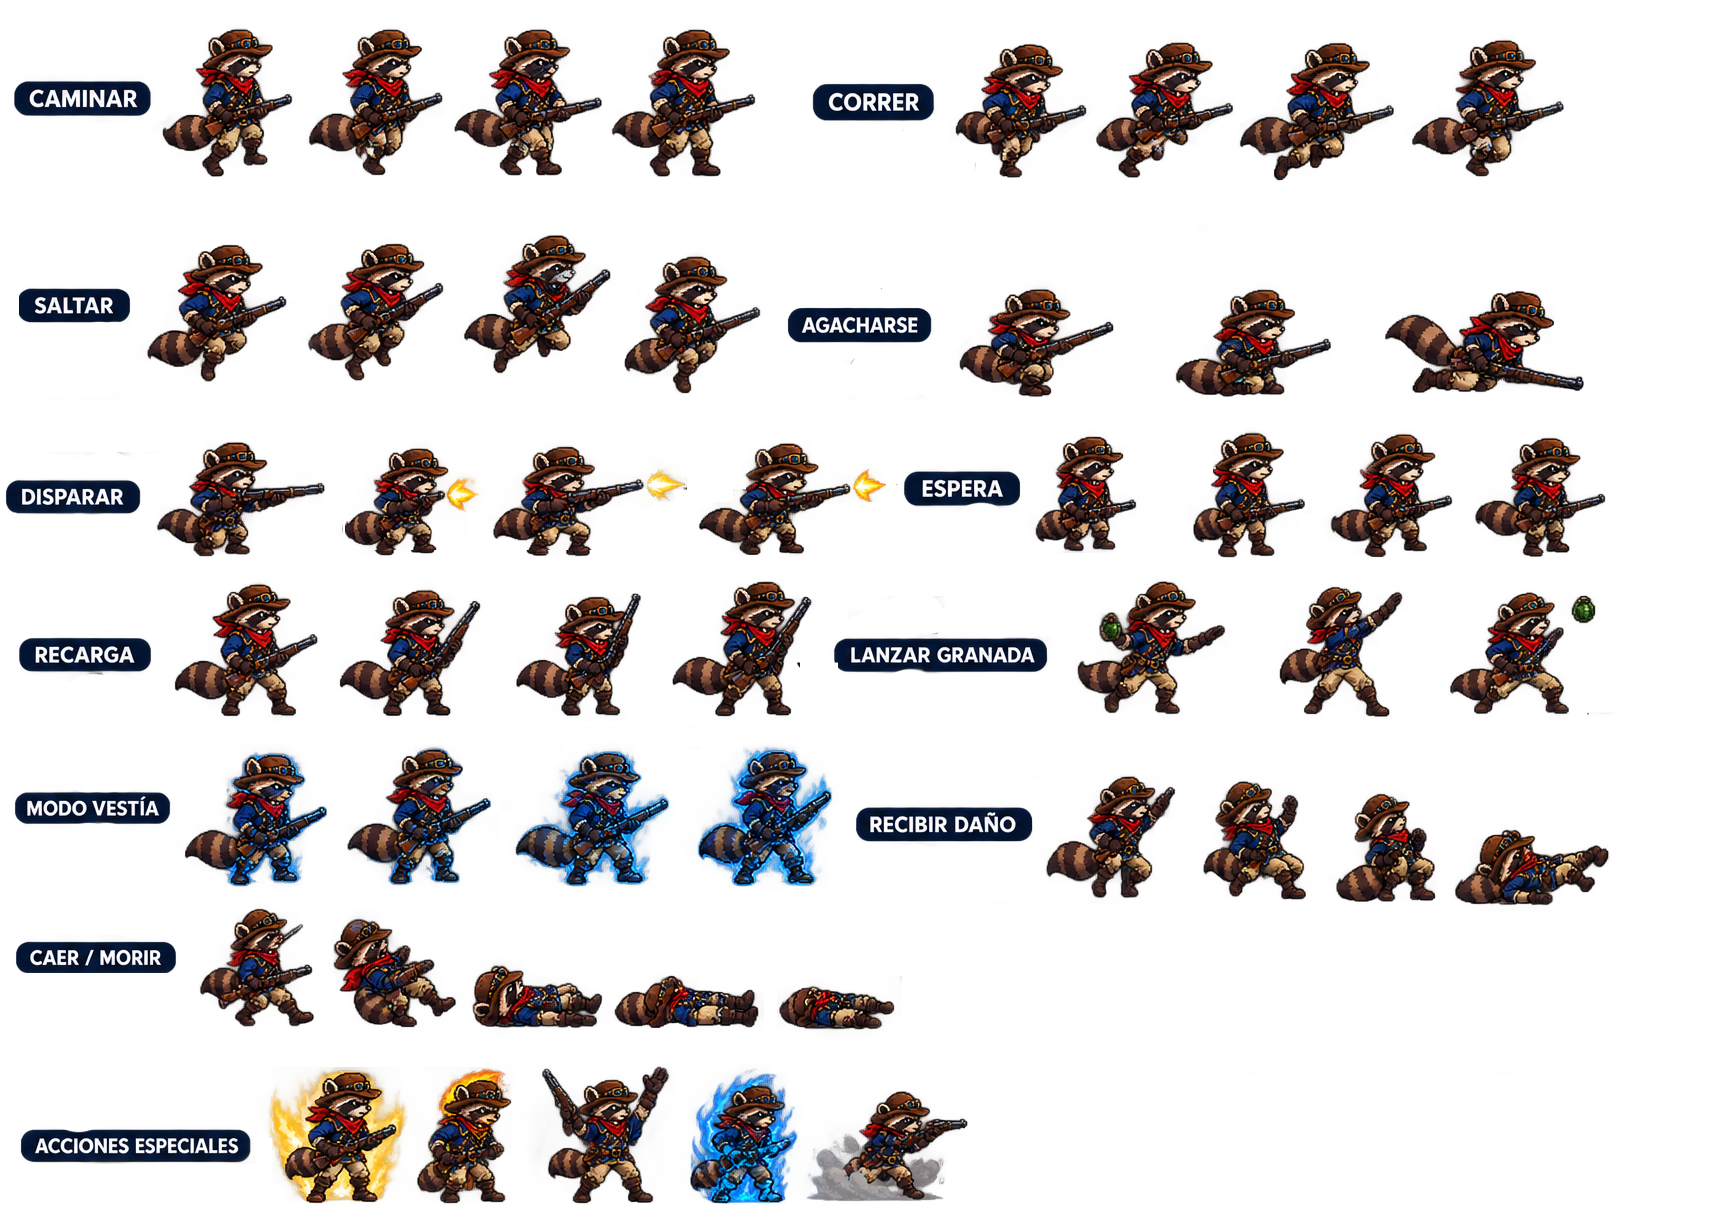 CAMINAR
CORRER
SALTAR
AGACHARSE
DISPARAR
ESPERA
RECARGA
LANZAR GRANADA
MODO VESTÍA
RECIBIR DAÑO
CAER / MORIR
ACCIONES ESPECIALES